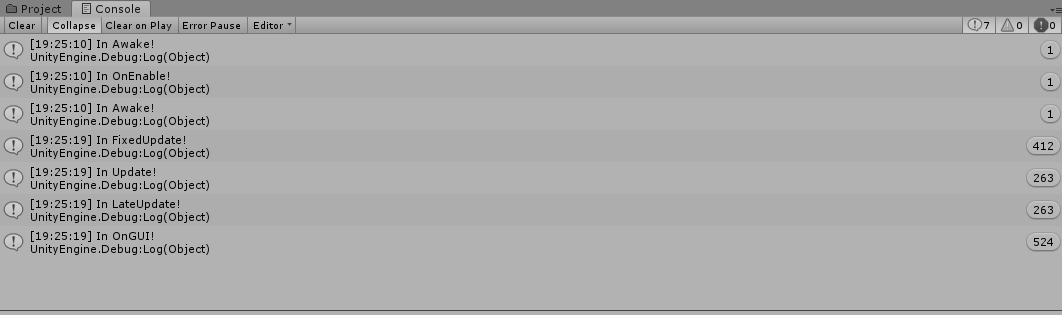 Project Console
Clear Collapse Clear on Play Error Pause Editor 7 0 0
[19:25:10] In Awake!
UnityEngine.Debug:Log(Object) 1
[19:25:10] In OnEnable!
UnityEngine.Debug:Log(Object) 1
[19:25:10] In Awake!
UnityEngine.Debug:Log(Object) 1
[19:25:19] In FixedUpdate!
UnityEngine.Debug:Log(Object) 412
[19:25:19] In Update!
UnityEngine.Debug:Log(Object) 263
[19:25:19] In LateUpdate!
UnityEngine.Debug:Log(Object) 263
[19:25:19] In OnGUI!
UnityEngine.Debug:Log(Object) 524